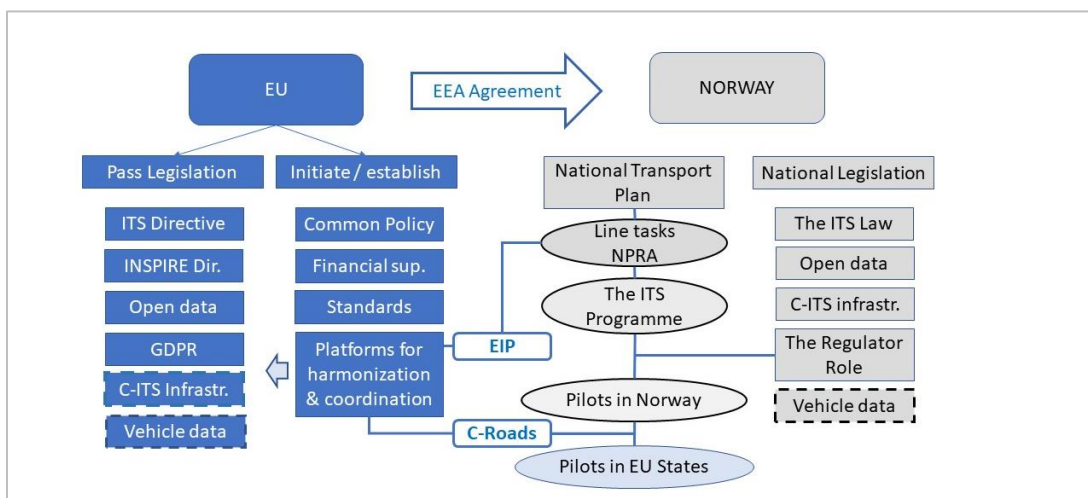 EU
EEA Agreement
NORWAY
Pass Legislation
Initiate / establish
National Transport
Plan
National Legislation
ITS Directive
Common Policy
Line tasks
NPRA
The ITS Law
INSPIRE Dir.
Financial sup.
Open data
Open data
Standards
The ITS
Programme
C-ITS infrastr.
GDPR
Platforms for
harmonization
& coordination
EIP
The Regulator
Role
C-ITS Infrastr.
Pilots in Norway
Vehicle data
Vehicle data
C-Roads
Pilots in EU States